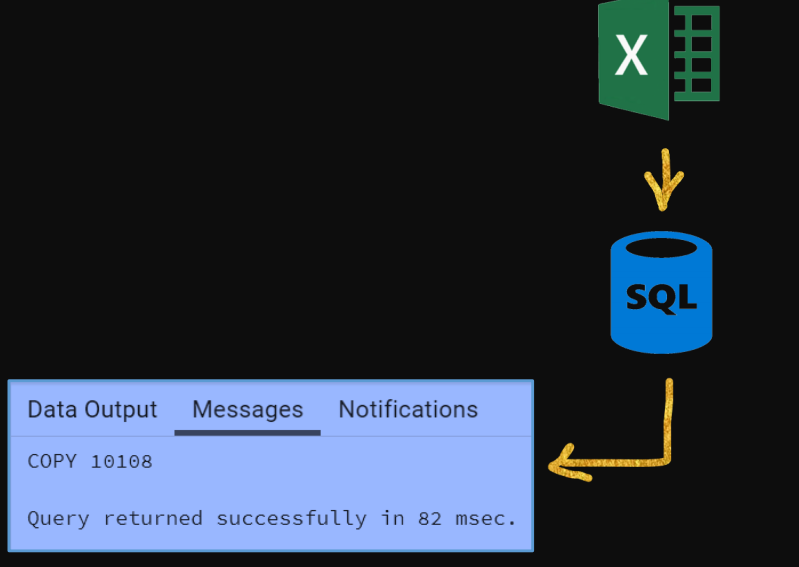 X
SQL
Data Output Messages Notifications
COPY 10108
Query returned successfully in 82 msec.